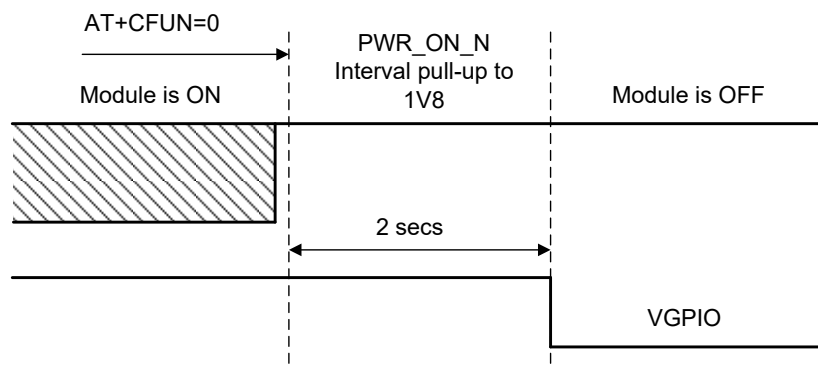 AT+CFUN=0
PWR_ON_N
Interval pull-up to
1V8
Module is ON
Module is OFF
2 secs
VGPIO